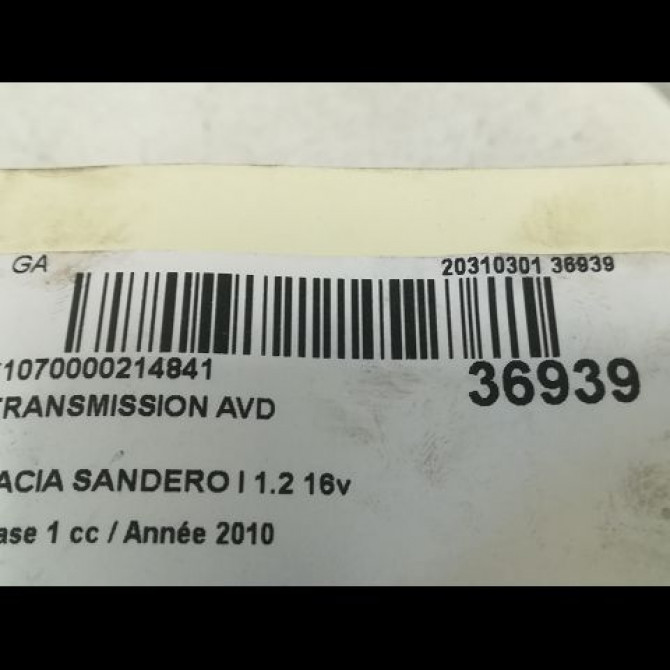 GA
20310301 36939
1070000214841
36939
TRANSMISSION AVD
ACIA SANDERO I 1.2 16v
ase 1 cc / Année 2010